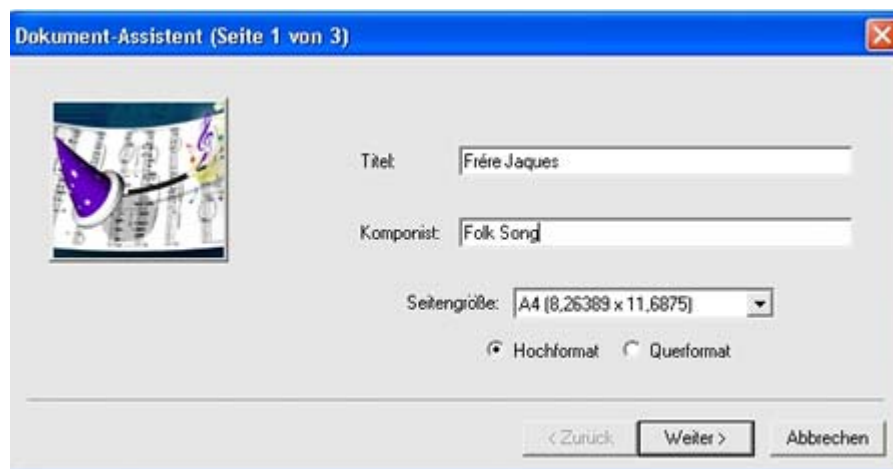 Dokument-Assistent (Seite 1 von 3)
Titel: Frére Jaques
Komponist: Folk Song
Seitengröße: A4 (8,26389 x 11,6875)
Hochformat Querformat
< Zurück Weiter > Abbrechen